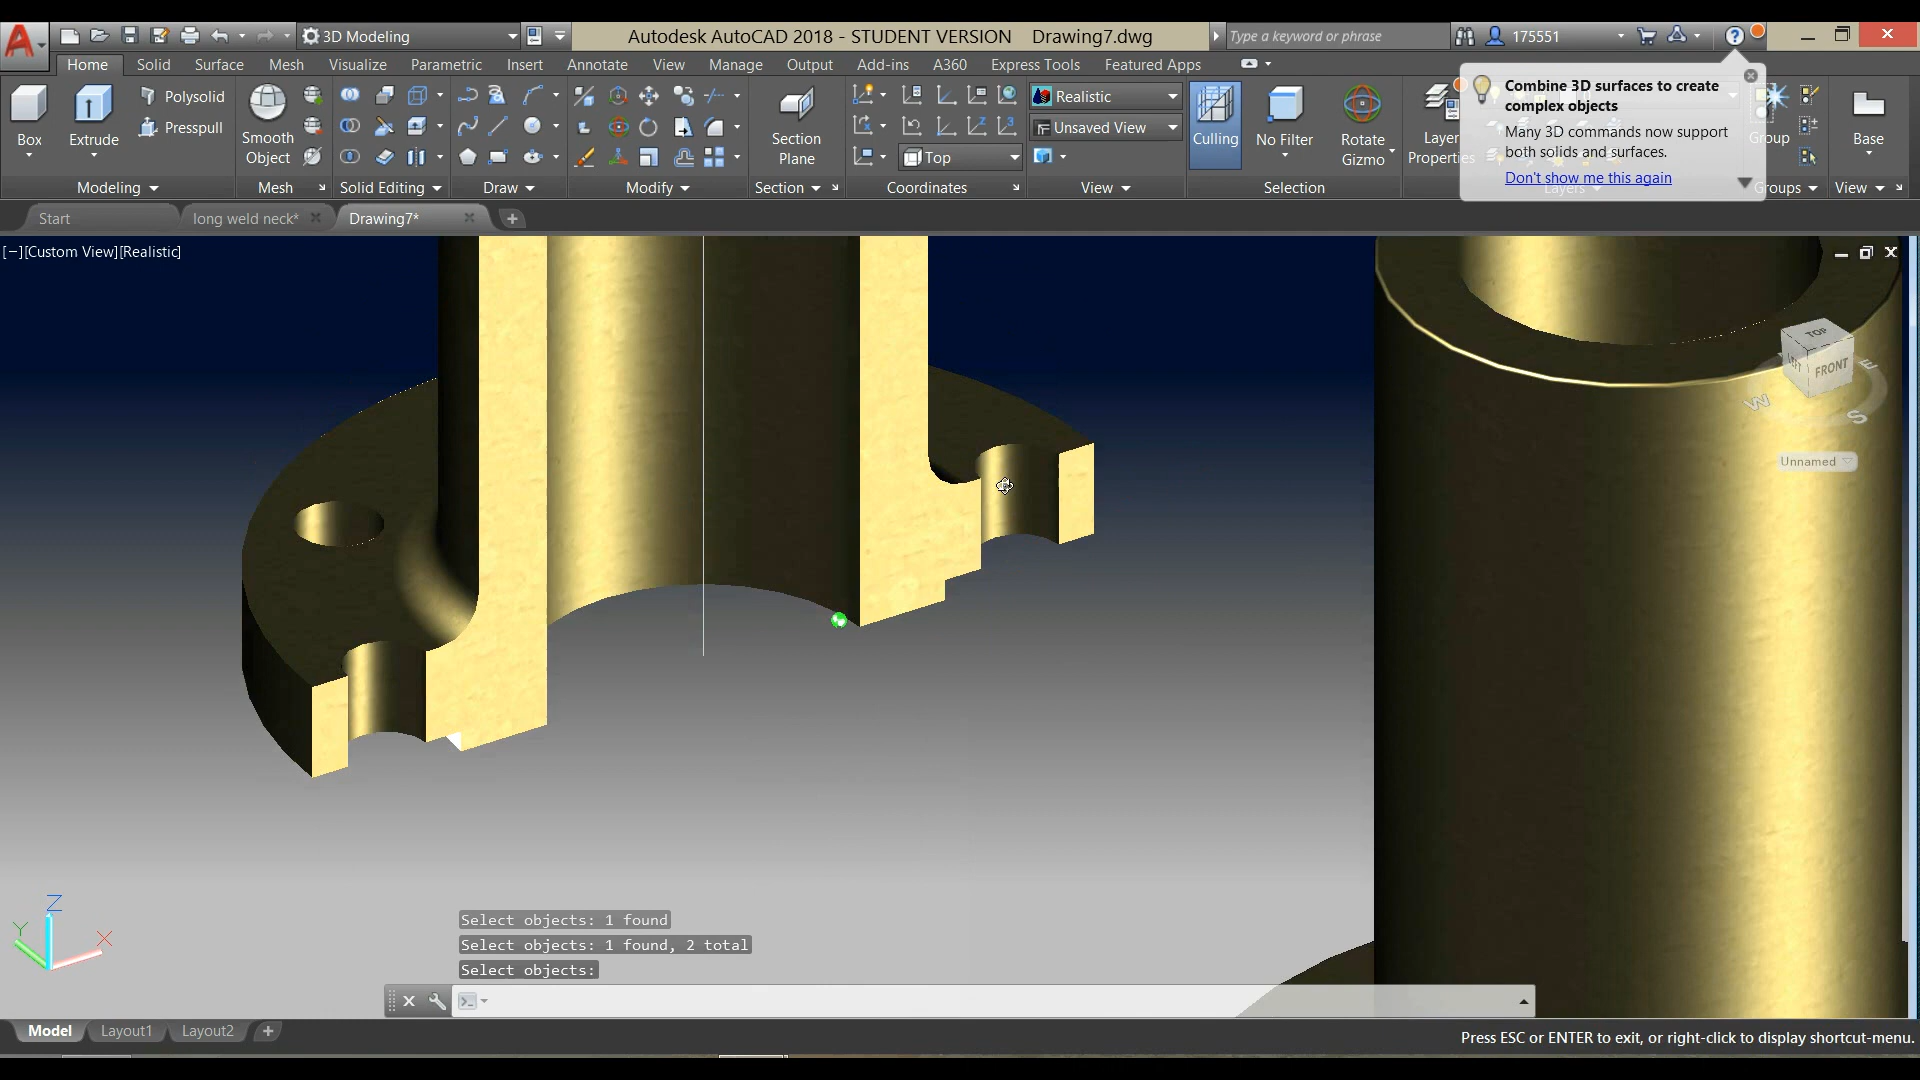 3D Modeling
Autodesk AutoCAD 2018 - STUDENT VERSION Drawing7.dwg
Type a keyword or phrase
175551
Home Solid Surface Mesh Visualize Parametric Insert Annotate View Manage Output Add-ins A360 Express Tools Featured Apps
Combine 3D surfaces to create
complex objects
Many 3D commands now support
both solids and surfaces.
Don't show me this again
Box
Extrude
Polysolid
Presspull
Smooth
Object
Section
Plane
Realistic
Unsaved View
Top
Culling
No Filter
Rotate
Gizmo
Layer
Properties
Group
Base
Modeling
Mesh
Solid Editing
Draw
Modify
Section
Coordinates
View
Selection
Layers
Groups
View
Start
long weld neck*
Drawing7*
[−][Custom View][Realistic]
TOP
LEFT
FRONT
W
E
S
Unnamed
Z
Y
X
Select objects: 1 found
Select objects: 1 found, 2 total
Select objects:
Model
Layout1
Layout2
Press ESC or ENTER to exit, or right-click to display shortcut-menu.